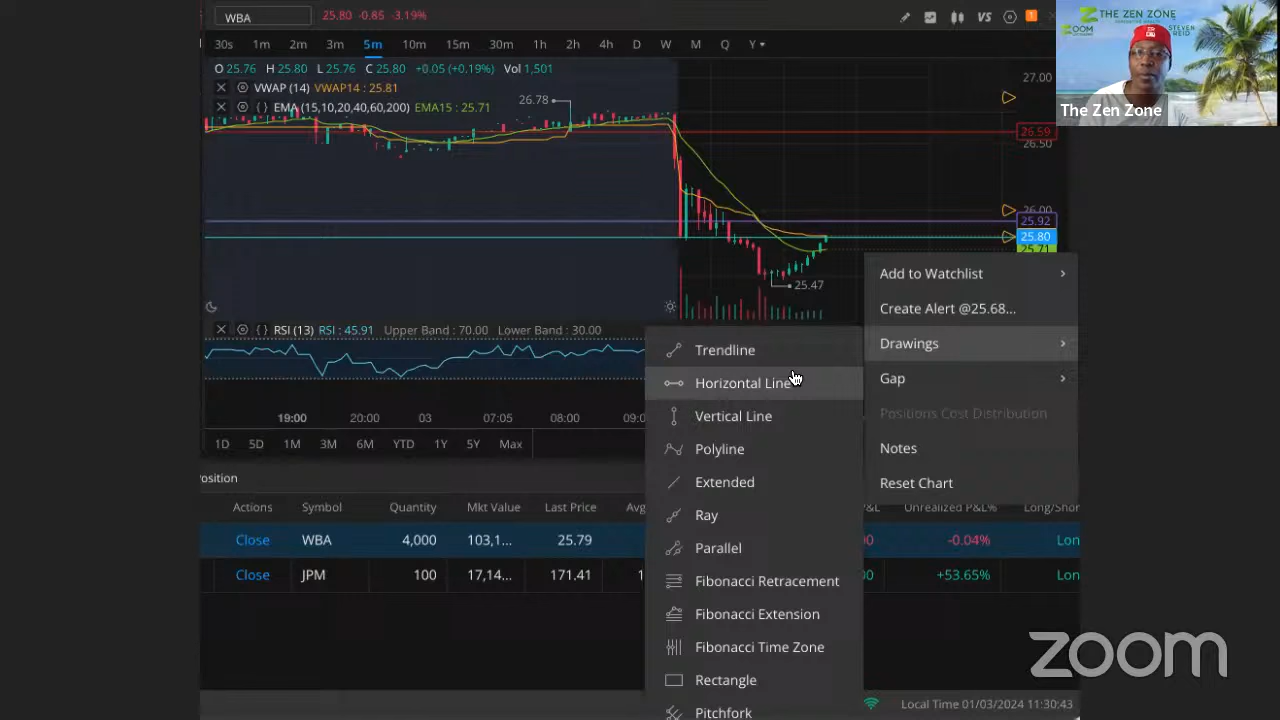 WBA
25.80 -0.85 -3.19%
VS
1
30s 1m 2m 3m 5m 10m 15m 30m 1h 2h 4h D W M Q Y
O 25.76 H 25.80 L 25.76 C 25.80 +0.05 (+0.19%) Vol 1,501
VWAP (14) VWAP14 : 25.81
EMA (15,10,20,40,60,200) EMA15 : 25.71
26.78
27.00
26.59
26.50
26.00
25.92
25.80
25.71
25.47
RSI (13) RSI : 45.91 Upper Band : 70.00 Lower Band : 30.00
19:00 20:00 03 07:00 08:00
1D 5D 1M 3M 6M YTD 1Y 5Y Max
Add to Watchlist
Create Alert @25.68...
Drawings
Gap
Positions Cost Distribution
Notes
Reset Chart
Trendline
Horizontal Line
Vertical Line
Polyline
Extended
Ray
Parallel
Fibonacci Retracement
Fibonacci Extension
Fibonacci Time Zone
Rectangle
Pitchfork
Actions Symbol Quantity Mkt Value Last Price Unrealized P&L% Long/Shor
Close WBA 4,000 103,1... 25.79 -0.04% Lon
Close JPM 100 17,14... 171.41 +53.65% Lon
Local Time 01/03/2024 11:30:43
THE ZEN ZONE
STEVEN
The Zen Zone
zoom